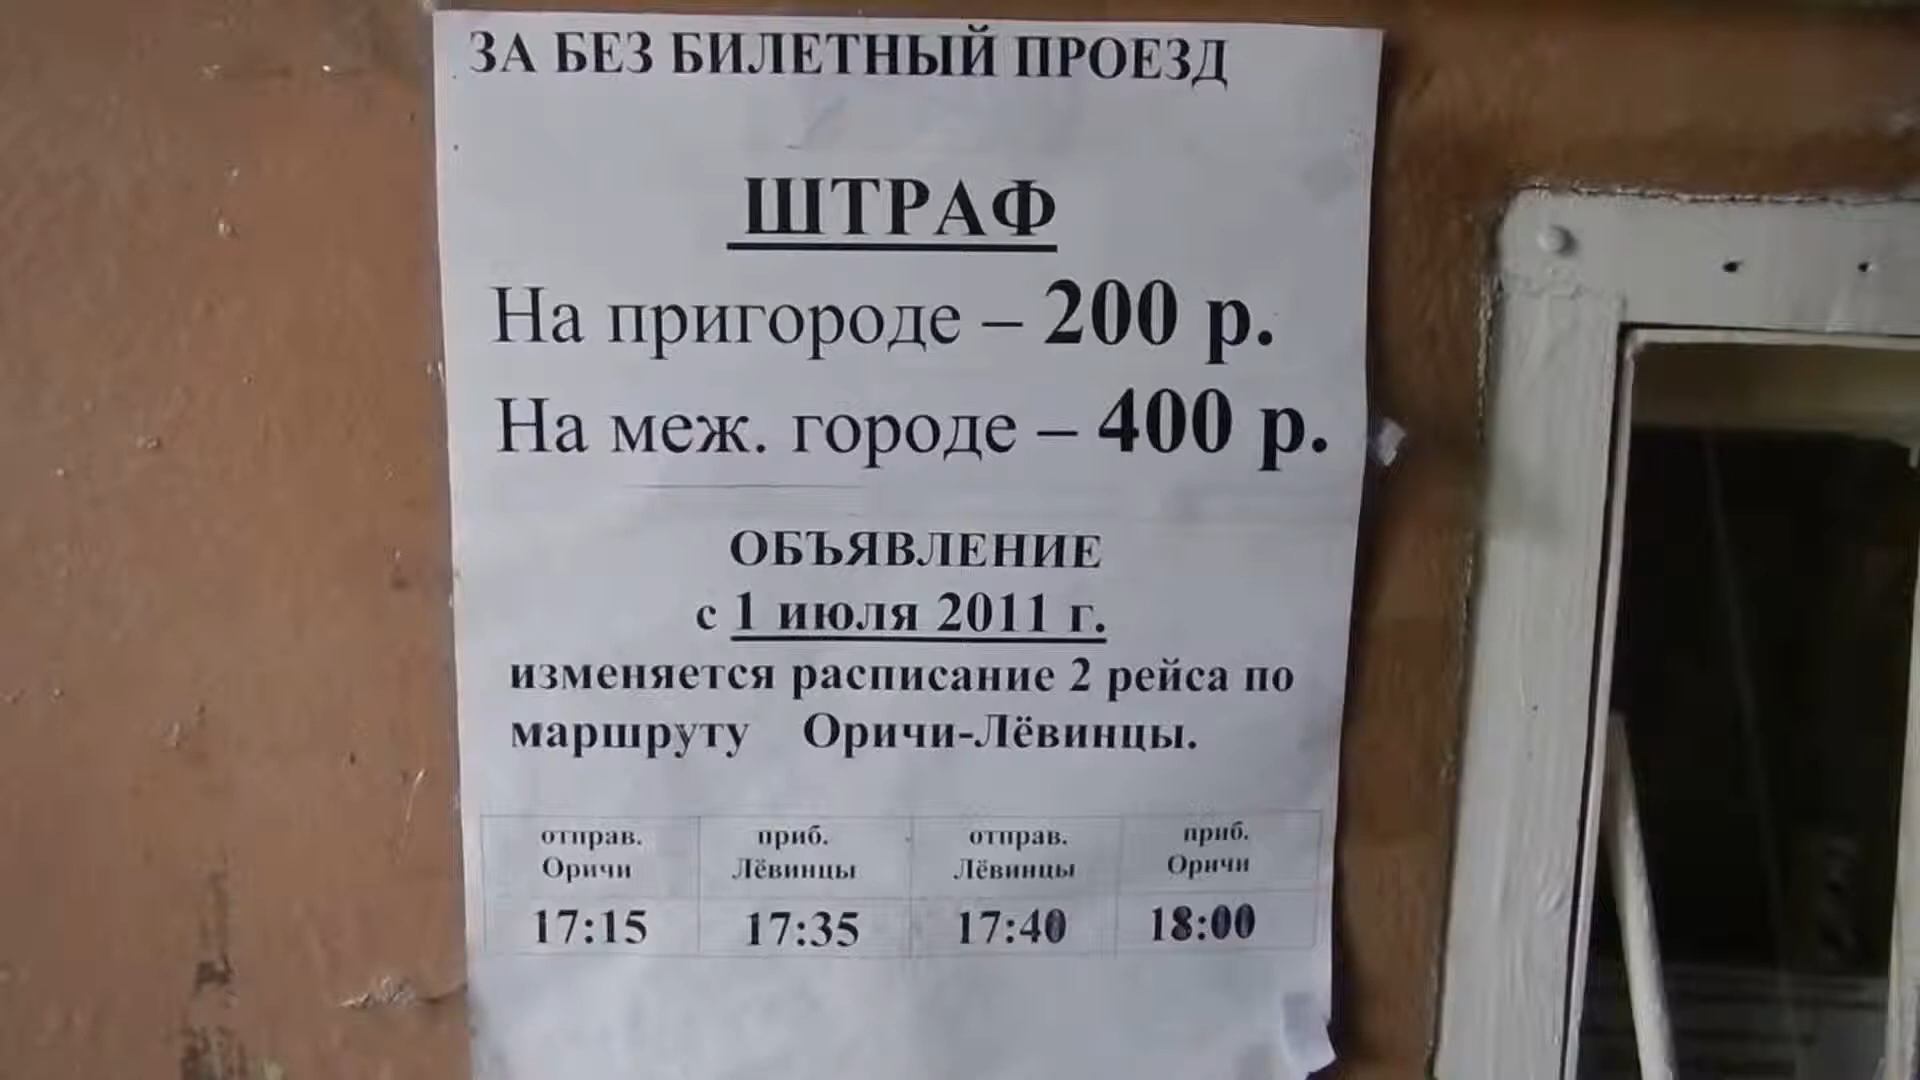 ЗА БЕЗ БИЛЕТНЫЙ ПРОЕЗД
ШТРАФ
На пригороде – 200 р.
На меж. городе – 400 р.
ОБЪЯВЛЕНИЕ
с 1 июля 2011 г.
изменяется расписание 2 рейса по
маршруту Оричи-Лёвинцы.
отправ. приб. отправ. приб.
Оричи Лёвинцы Лёвинцы Оричи
17:15 17:35 17:40 18:00